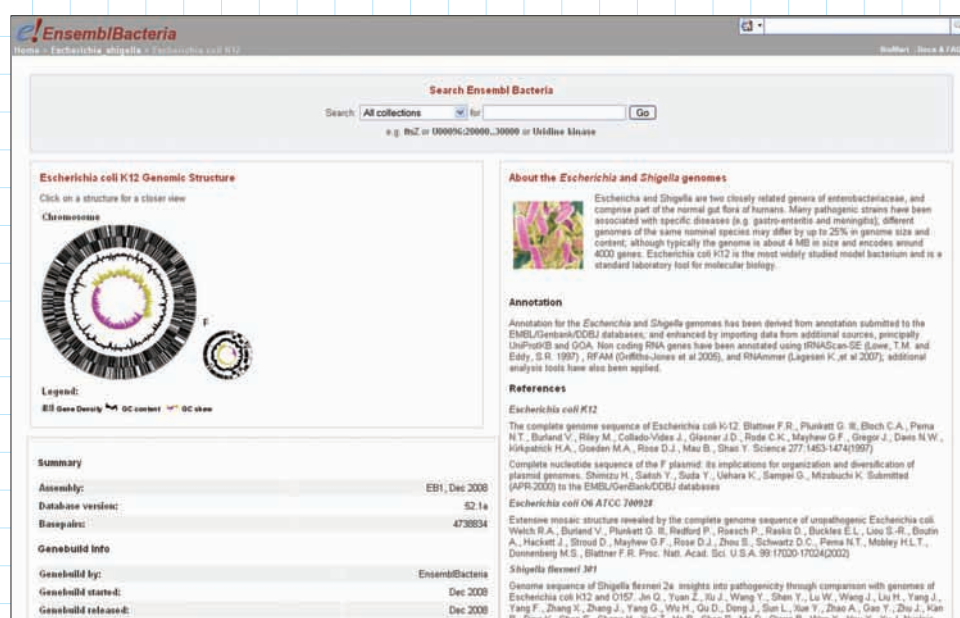 e! EnsemblBacteria
Home > Escherichia_shigella > Escherichia coli K12
BioMart Docs & FAQ
Search Ensembl Bacteria
Search: All collections for Go
e.g. ftsZ or U00096:20000..30000 or Uridine kinase
Escherichia coli K12 Genomic Structure
Click on a structure for a closer view
Chromosome
F
Legend:
Gene Density GC content GC skew
Summary
Assembly: EB1, Dec 2008
Database version: 52.1a
Basepairs: 4738834
Genebuild info
Genebuild by: EnsemblBacteria
Genebuild started: Dec 2008
Genebuild released: Dec 2008
About the Escherichia and Shigella genomes
Eschericha and Shigella are two closely related genera of enterobacteriaceae, and
comprise part of the normal gut flora of humans. Many pathogenic strains have been
associated with specific diseases (e.g. gastro-enteritis and meningitis); different
genomes of the same nominal species may differ by up to 25% in genome size and
content; although typically the genome is about 4 MB in size and encodes around
4000 genes. Escherichia coli K12 is the most widely studied model bacterium and is a
standard laboratory tool for molecular biology.
Annotation
Annotation for the Escherichia and Shigella genomes has been derived from annotation submitted to the
EMBL/Genbank/DDBJ databases; and enhanced by importing data from additional sources, principally
UniProtKB and GOA. Non coding RNA genes have been annotated using tRNAScan-SE (Lowe, T.M. and
Eddy, S.R. 1997) , RFAM (Griffiths-Jones et al 2005), and RNAmmer (Lagesen K.,et al 2007); additional
analysis tools have also been applied.
References
Escherichia coli K12
The complete genome sequence of Escherichia coli K-12. Blattner F.R., Plunkett G. III, Bloch C.A., Perna
N.T., Burland V., Riley M., Collado-Vides J., Glasner J.D., Rode C.K., Mayhew G.F., Gregor J., Davis N.W.,
Kirkpatrick H.A., Goeden M.A., Rose D.J., Mau B., Shao Y. Science 277:1453-1474(1997)
Complete nucleotide sequence of the F plasmid: its implications for organization and diversification of
plasmid genomes. Shimizu H., Saitoh Y., Suda Y., Uehara K., Sampei G., Mizobuchi K. Submitted
(APR-2000) to the EMBL/GenBank/DDBJ databases
Escherichia coli O6 ATCC 700928
Extensive mosaic structure revealed by the complete genome sequence of uropathogenic Escherichia coli.
Welch R.A., Burland V., Plunkett G. III, Redford P., Roesch P., Rasko D., Buckles E.L., Liou S.-R., Boutin
A., Hackett J., Stroud D., Mayhew G.F., Rose D.J., Zhou S., Schwartz D.C., Perna N.T., Mobley H.L.T.,
Donnenberg M.S., Blattner F.R. Proc. Natl. Acad. Sci. U.S.A. 99:17020-17024(2002)
Shigella flexneri 301
Genome sequence of Shigella flexneri 2a: insights into pathogenicity through comparison with genomes of
Escherichia coli K12 and O157. Jin Q., Yuan Z., Xu J., Wang Y., Shen Y., Lu W., Wang J., Liu H., Yang J.,
Yang F., Zhang X., Zhang J., Yang G., Wu H., Qu D., Dong J., Sun L., Xue Y., Zhao A., Gao Y., Zhu J., Kan